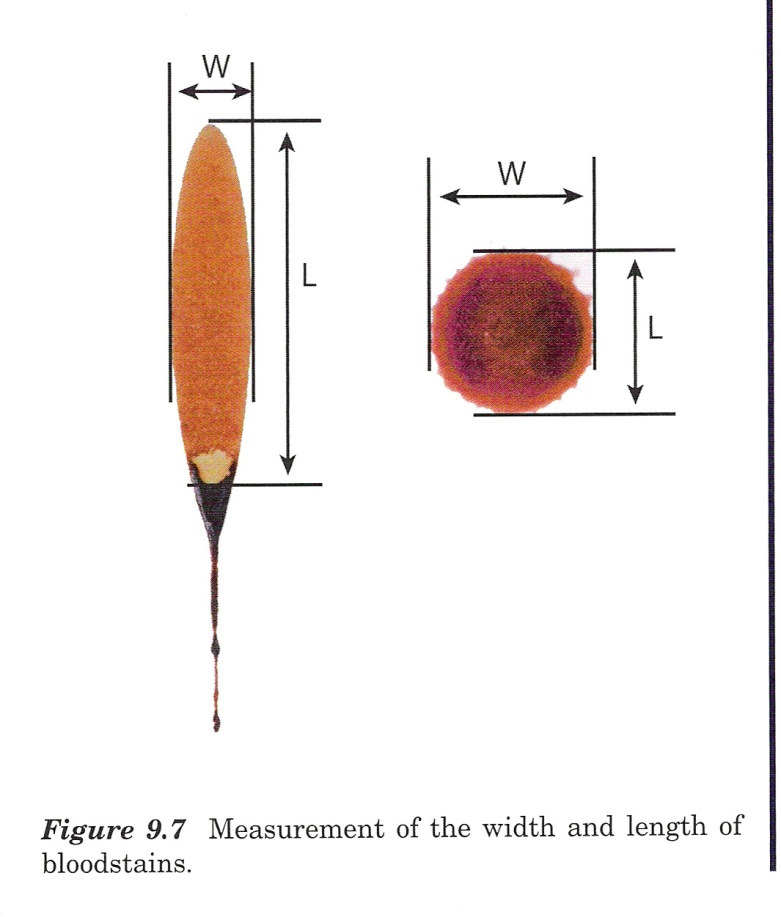 W
L
W
L
Figure 9.7 Measurement of the width and length of
bloodstains.